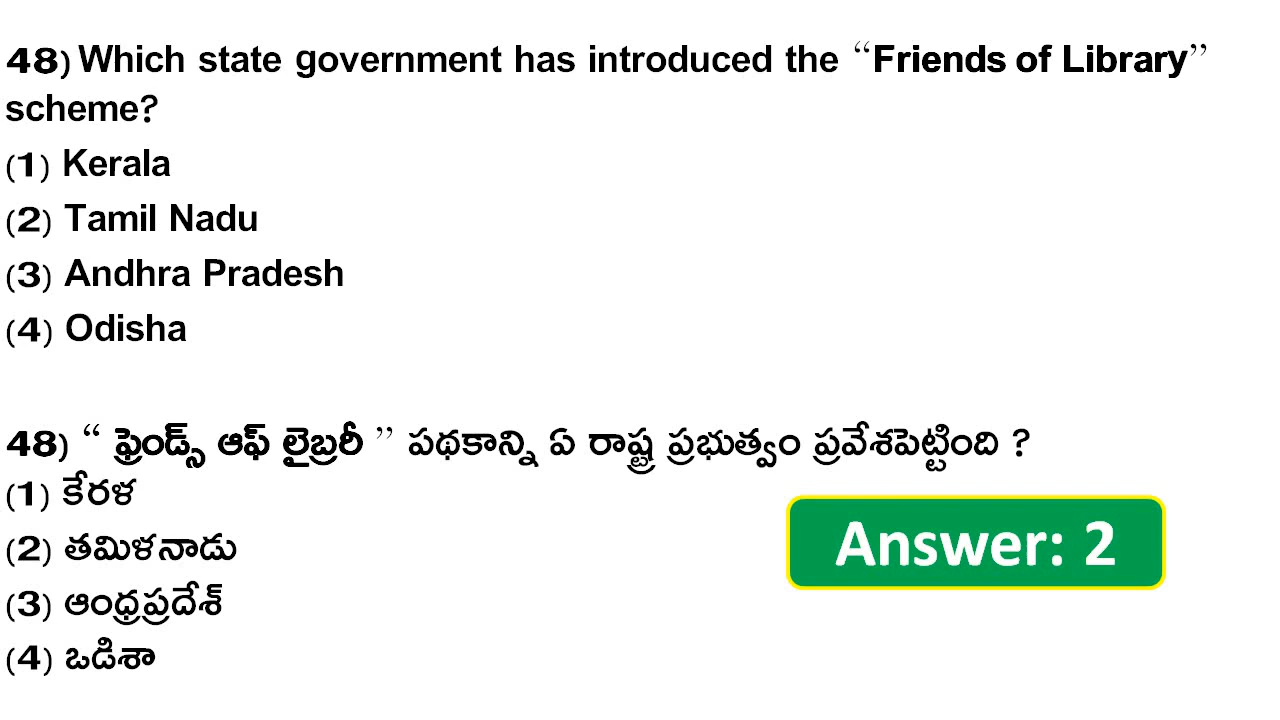 48) Which state government has introduced the “Friends of Library”
scheme?
(1) Kerala
(2) Tamil Nadu
(3) Andhra Pradesh
(4) Odisha
48) “ ఫ్రెండ్స్ ఆఫ్ లైబ్రరీ ” పథకాన్ని ఏ రాష్ట్ర ప్రభుత్వం ప్రవేశపెట్టింది ?
(1) కేరళ
(2) తమిళనాడు
(3) ఆంధ్రప్రదేశ్
(4) ఒడిశా
Answer: 2